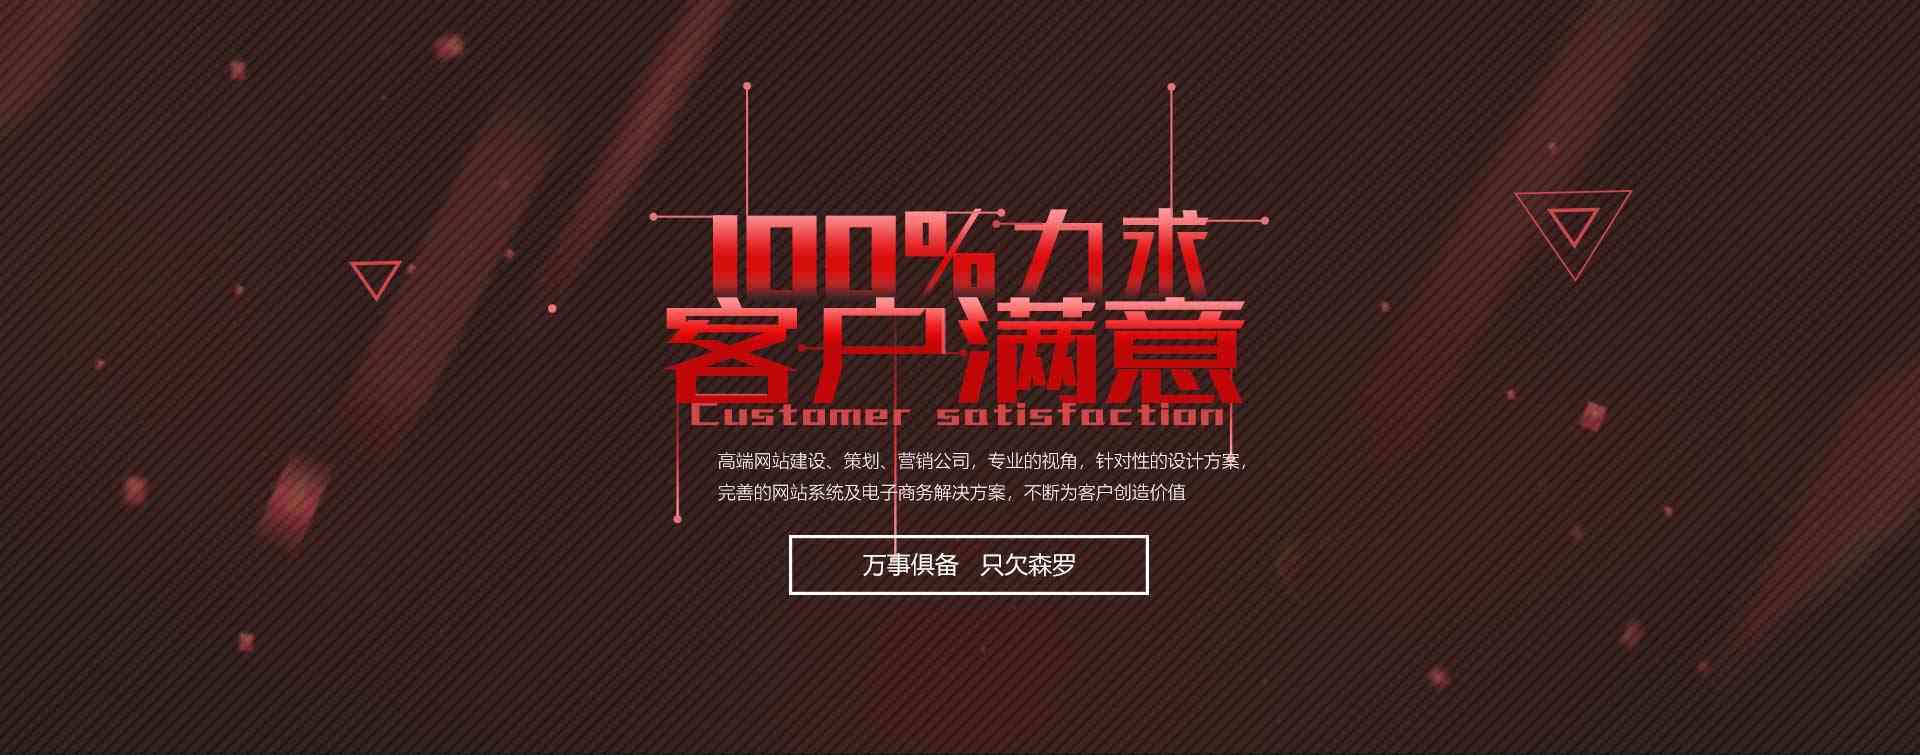 100%力求
客户满意
Customer satisfaction
高端网站建设、策划、营销公司，专业的视角，针对性的设计方案，
完善的网站系统及电子商务解决方案，不断为客户创造价值
万事俱备 只欠森罗